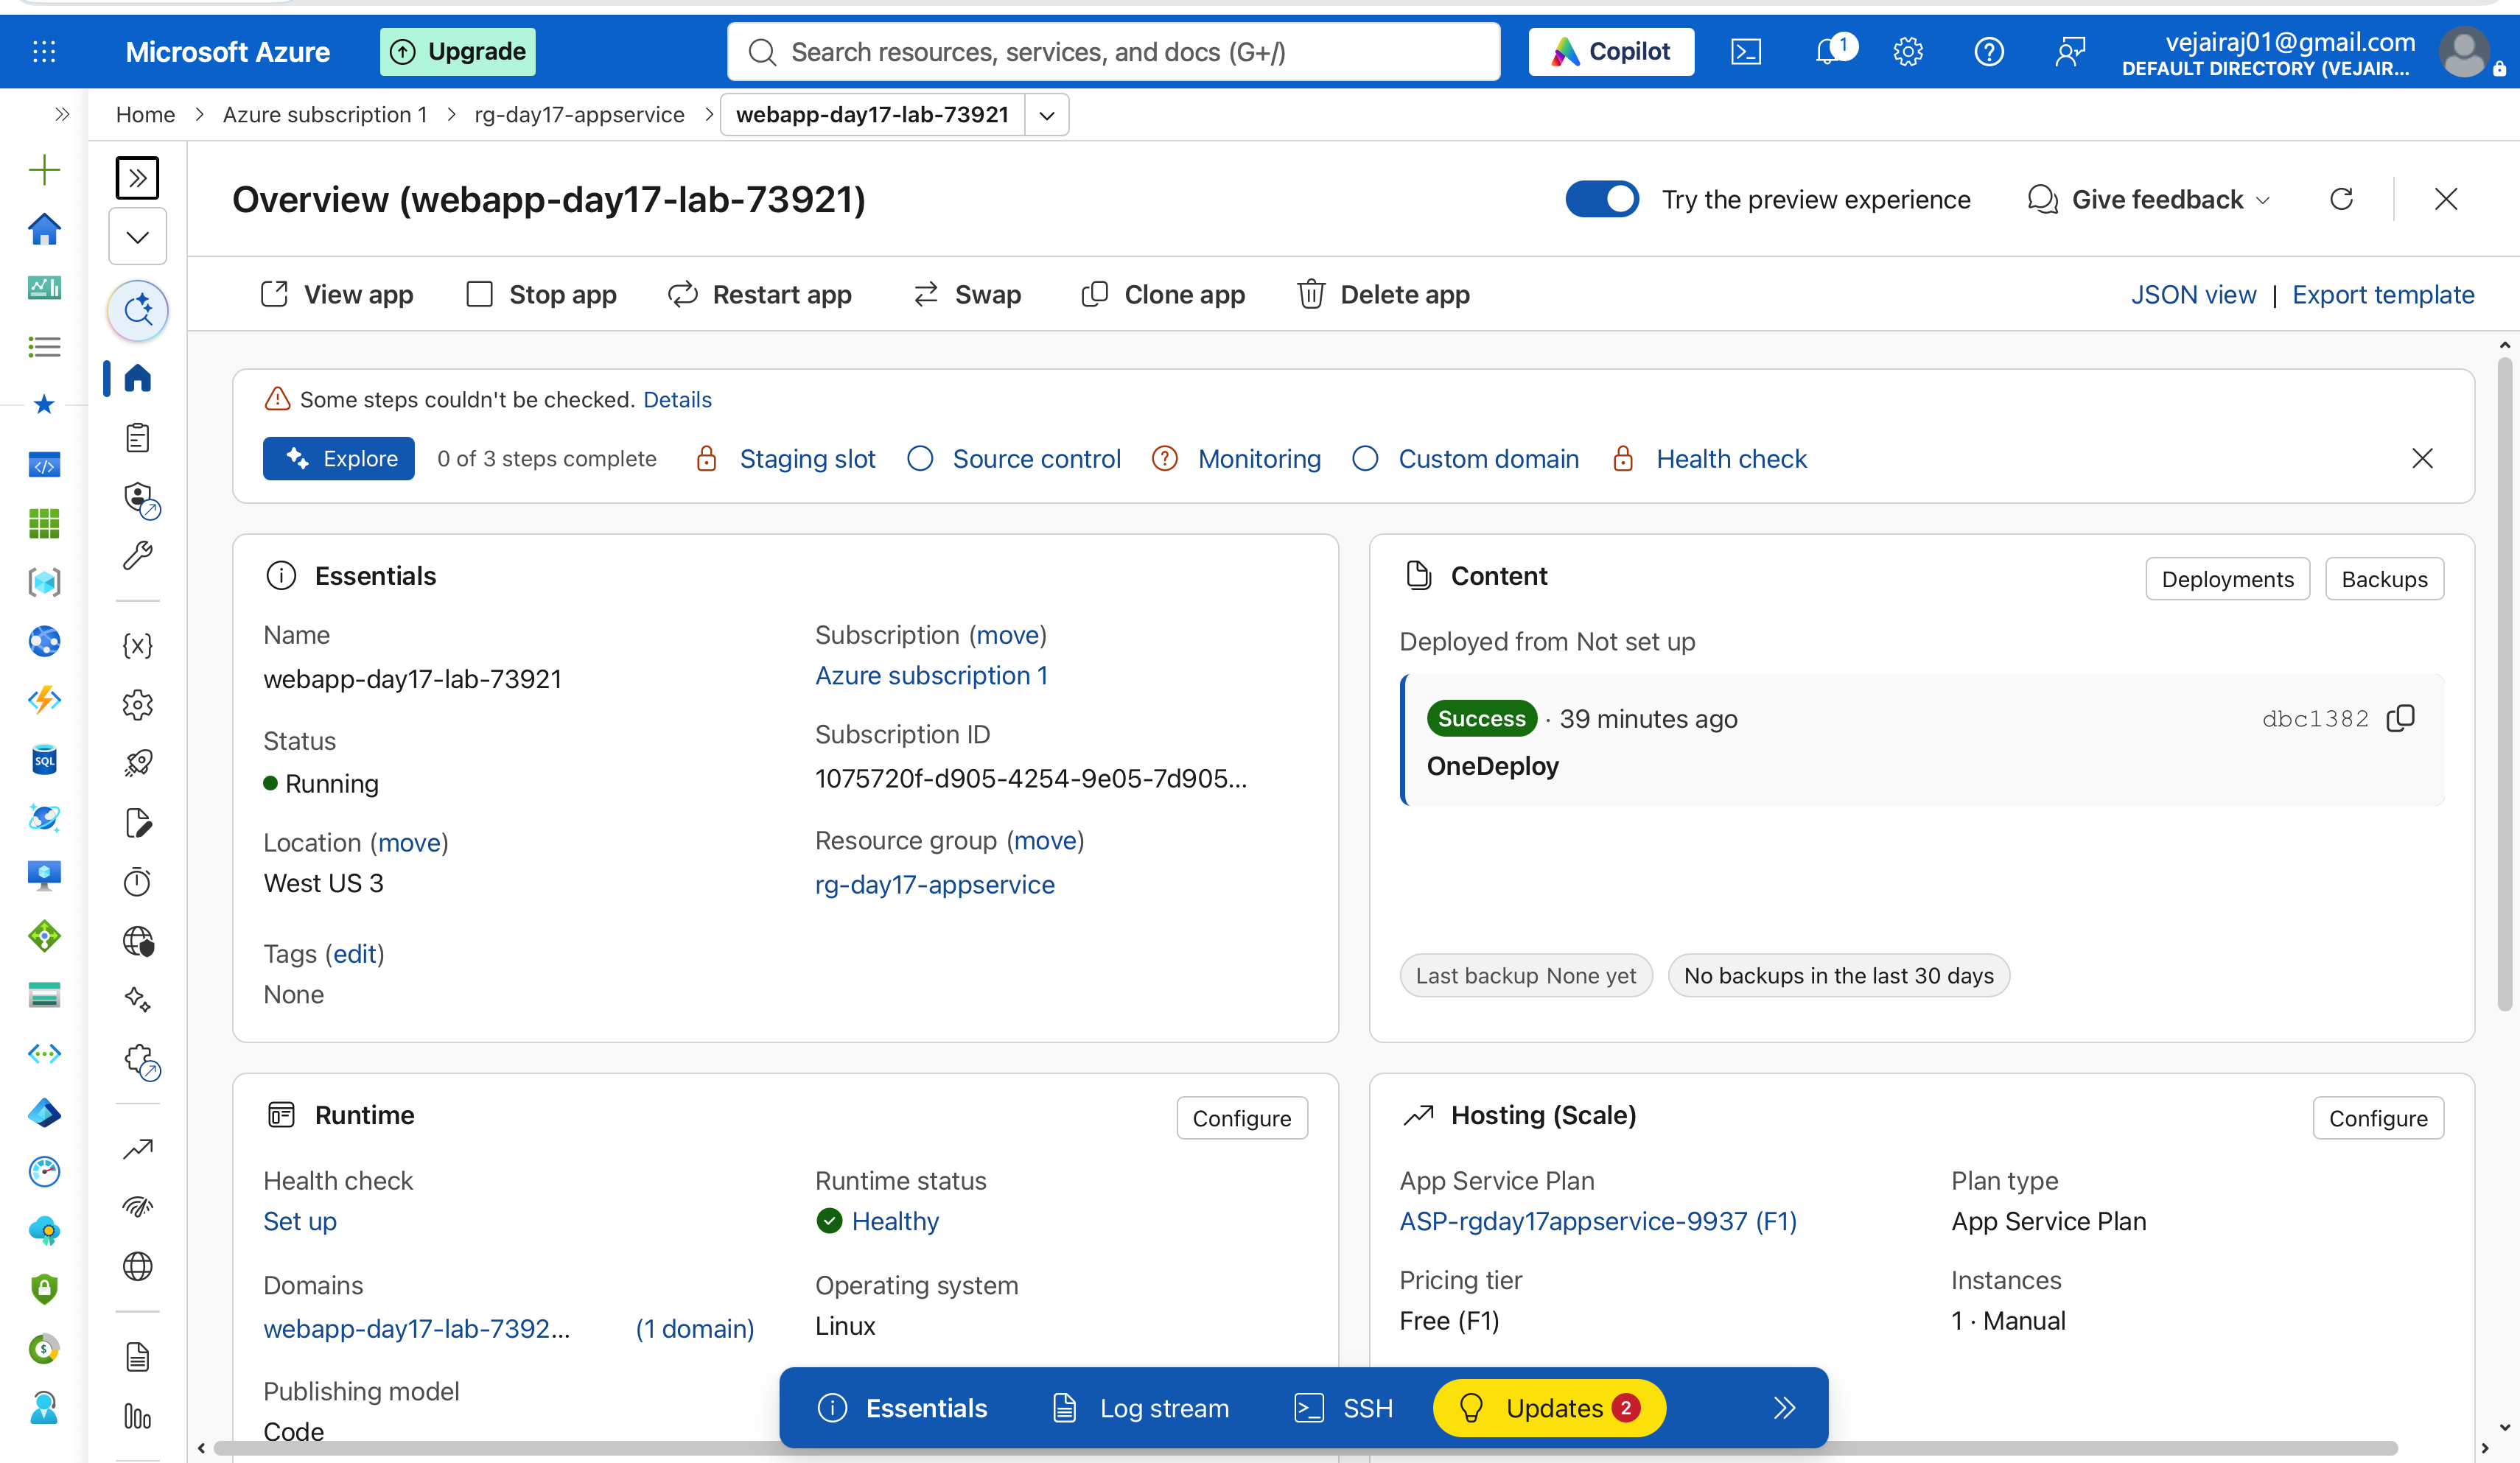 Microsoft Azure
Upgrade
Search resources, services, and docs (G+/)
Copilot
1
vejairaj01@gmail.com
DEFAULT DIRECTORY (VEJAIR...
Home > Azure subscription 1 > rg-day17-appservice > webapp-day17-lab-73921
Overview (webapp-day17-lab-73921)
Try the preview experience
Give feedback
View app
Stop app
Restart app
Swap
Clone app
Delete app
JSON view | Export template
Some steps couldn't be checked. Details
Explore
0 of 3 steps complete
Staging slot
Source control
Monitoring
Custom domain
Health check
Essentials
Name
webapp-day17-lab-73921
Status
Running
Location (move)
West US 3
Tags (edit)
None
Subscription (move)
Azure subscription 1
Subscription ID
1075720f-d905-4254-9e05-7d905...
Resource group (move)
rg-day17-appservice
Content
Deployments
Backups
Deployed from Not set up
Success · 39 minutes ago
dbc1382
OneDeploy
Last backup None yet
No backups in the last 30 days
Runtime
Configure
Health check
Set up
Domains
webapp-day17-lab-7392... (1 domain)
Publishing model
Code
Runtime status
Healthy
Operating system
Linux
Hosting (Scale)
Configure
App Service Plan
ASP-rgday17appservice-9937 (F1)
Pricing tier
Free (F1)
Plan type
App Service Plan
Instances
1 · Manual
Essentials
Log stream
SSH
Updates 2
SQL